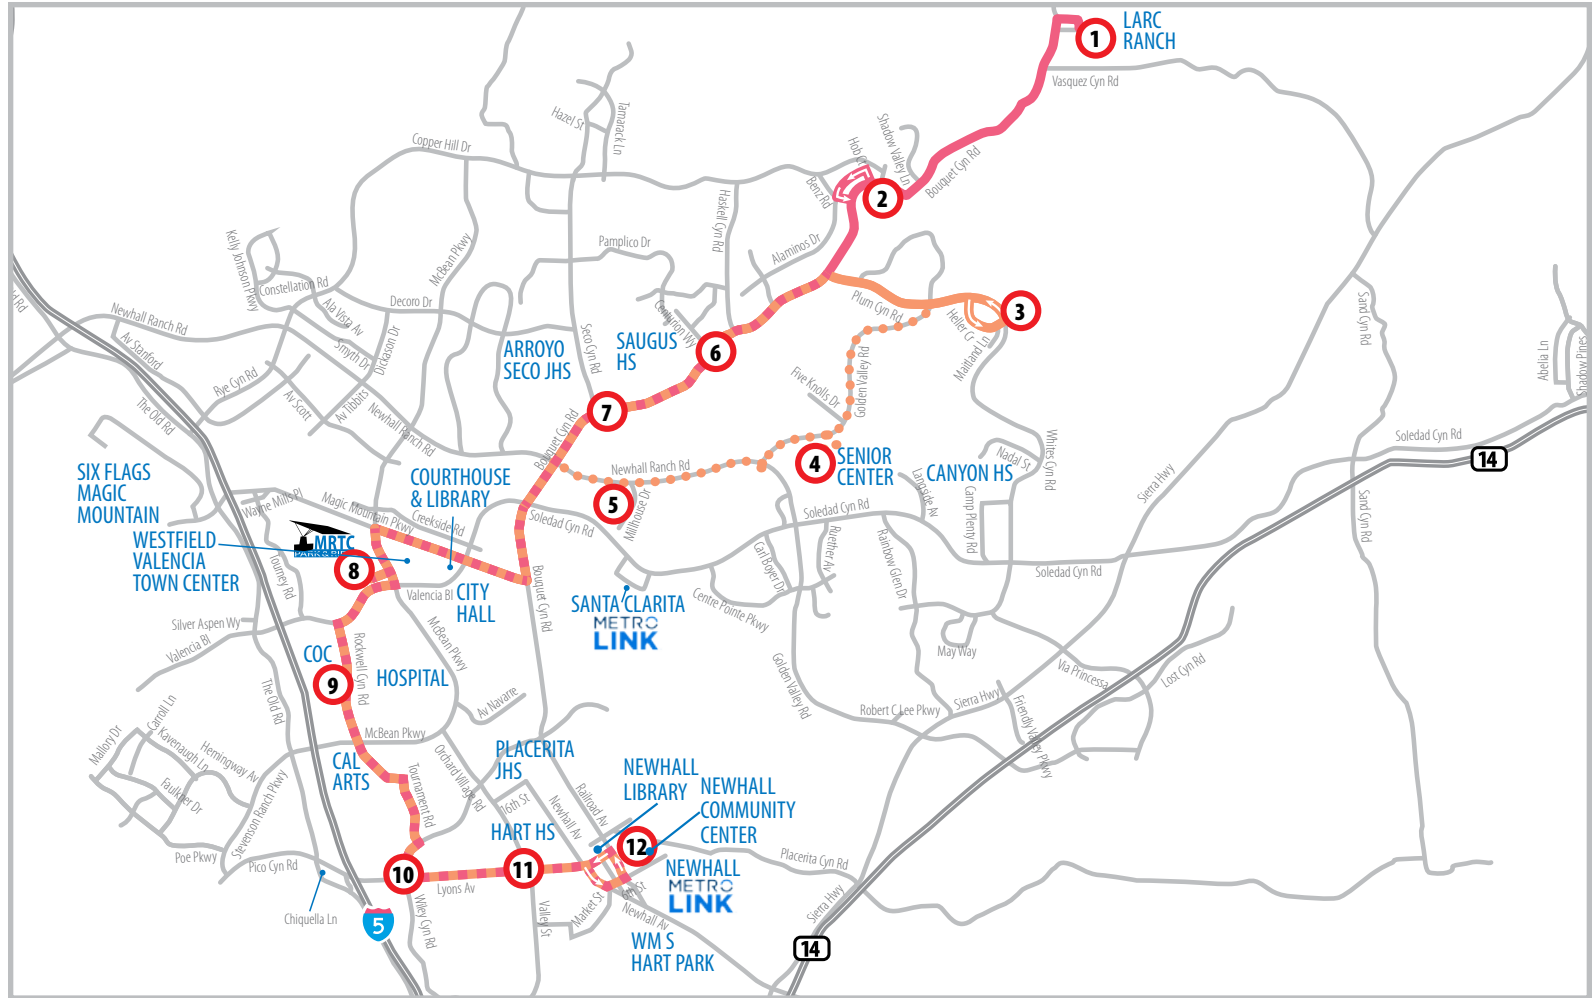 LARC
RANCH
1
Vasquez Cyn Rd
Tamarack Ln
Hazel St
Copper Hill Dr
Shadow Valley Ln
Hob Ct
Benz Rd
2
Bouquet Cyn Rd
Haskell Cyn Rd
Alaminos Dr
Pamplico Dr
Kelly Johnson Pkwy
Constellation Rd
McBean Pkwy
Decoro Dr
Ala Vista Av
Newhall Ranch Rd
Av Stanford
Smyth Dr
Dickason Dr
Seco Cyn Rd
Centurion Wy
Plum Cyn Rd
Heller Cr
3
Maitland Ln
Sand Cyn Rd
Abelia Ln
Shadow Pines
ARROYO
SECO JHS
SAUGUS
HS
6
Golden Valley Rd
Five Knolls Dr
Rye Cyn Rd
Av Scott
Av Tibbits
Newhall Ranch Rd
The Old Rd
7
Bouquet Cyn Rd
Newhall Ranch Rd
4
SENIOR
CENTER
CANYON HS
Nadal St
Whites Cyn Rd
Soledad Cyn Rd
14
Sierra Hwy
SIX FLAGS
MAGIC
MOUNTAIN
COURTHOUSE
& LIBRARY
5
Millhouse Dr
Langside Av
Camp Plenty Rd
Sand Cyn Rd
Wayne Mills Pl
Magic Mountain Pkwy
Creekside Rd
Soledad Cyn Rd
Soledad Cyn Rd
WESTFIELD
VALENCIA
TOWN CENTER
MRTC
PARK & RIDE
8
Tourney Rd
Valencia Bl
CITY
HALL
Bouquet Cyn Rd
Carl Boyer Dr
Ruether Av
Rainbow Glen Dr
Soledad Cyn Rd
SANTA CLARITA
METRO
LINK
Centre Pointe Pkwy
Silver Aspen Wy
Valencia Bl
COC
9
Rockwell Cyn Rd
HOSPITAL
McBean Pkwy
May Way
Via Princessa
Lost Cyn Rd
Golden Valley Rd
Robert C Lee Pkwy
Sierra Hwy
Friendly Valley Pkwy
The Old Rd
Av Navarre
Mallory Dr
Carroll Ln
Kavenaugh Ln
Hemingway Av
Faulkner Dr
McBean Pkwy
CAL
ARTS
Orchard Village Rd
PLACERITA
JHS
Tournament Rd
NEWHALL
LIBRARY
NEWHALL
COMMUNITY
CENTER
Railroad Av
16th St
Newhall Av
HART HS
Stevenson Ranch Pkwy
Poe Pkwy
Pico Cyn Rd
10
11
12
Placerita Cyn Rd
Lyons Av
NEWHALL
METRO
LINK
Chiquella Ln
5
Wiley Cyn Rd
Valley St
Market St
6th St
Newhall Av
WM S
HART PARK
Sierra Hwy
14